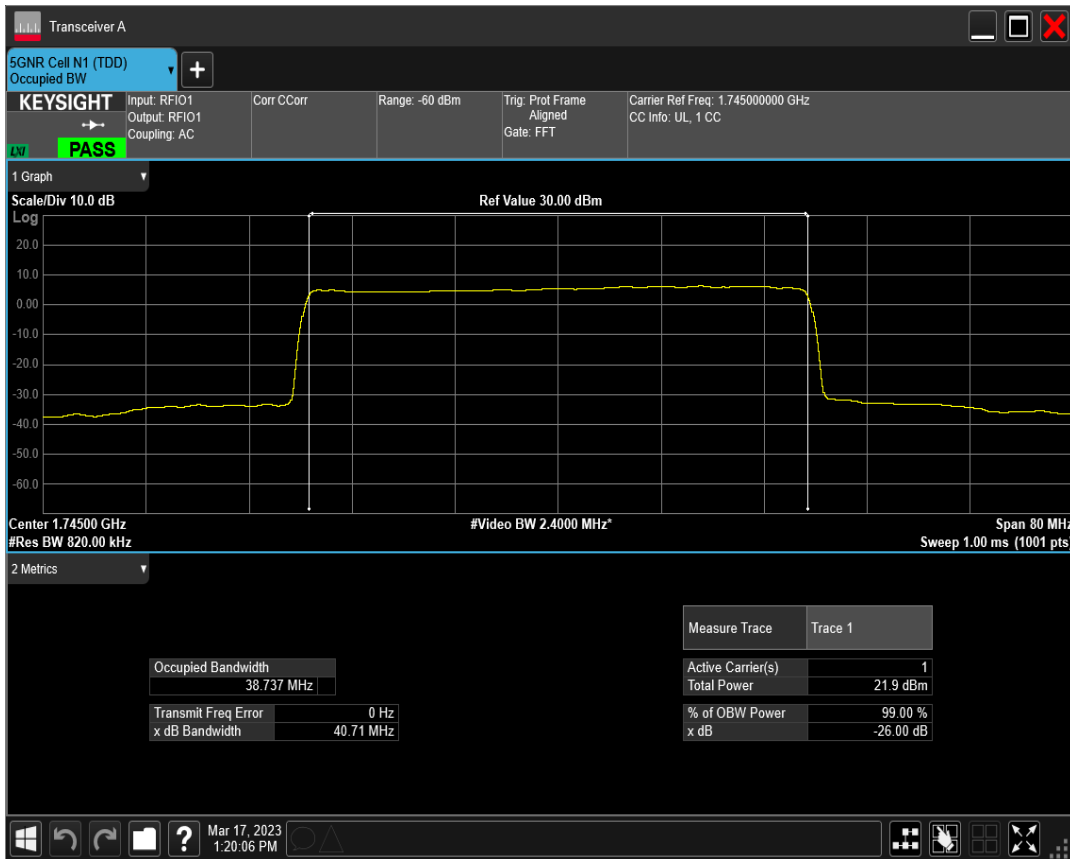 Transceiver A
5GNR Cell N1 (TDD)
Occupied BW
KEYSIGHT
LXI
PASS
Input: RFIO1
Output: RFIO1
Coupling: AC
Corr CCorr
Range: -60 dBm
Trig: Prot Frame
Aligned
Gate: FFT
Carrier Ref Freq: 1.745000000 GHz
CC Info: UL, 1 CC
1 Graph
Scale/Div 10.0 dB
Ref Value 30.00 dBm
Log
20.0
10.0
0.00
-10.0
-20.0
-30.0
-40.0
-50.0
-60.0
Center 1.74500 GHz
#Video BW 2.4000 MHz*
Span 80 MHz
#Res BW 820.00 kHz
Sweep 1.00 ms (1001 pts)
2 Metrics
Measure Trace Trace 1
Occupied Bandwidth
38.737 MHz
Active Carrier(s) 1
Total Power 21.9 dBm
Transmit Freq Error 0 Hz
x dB Bandwidth 40.71 MHz
% of OBW Power 99.00 %
x dB -26.00 dB
?
Mar 17, 2023
1:20:06 PM